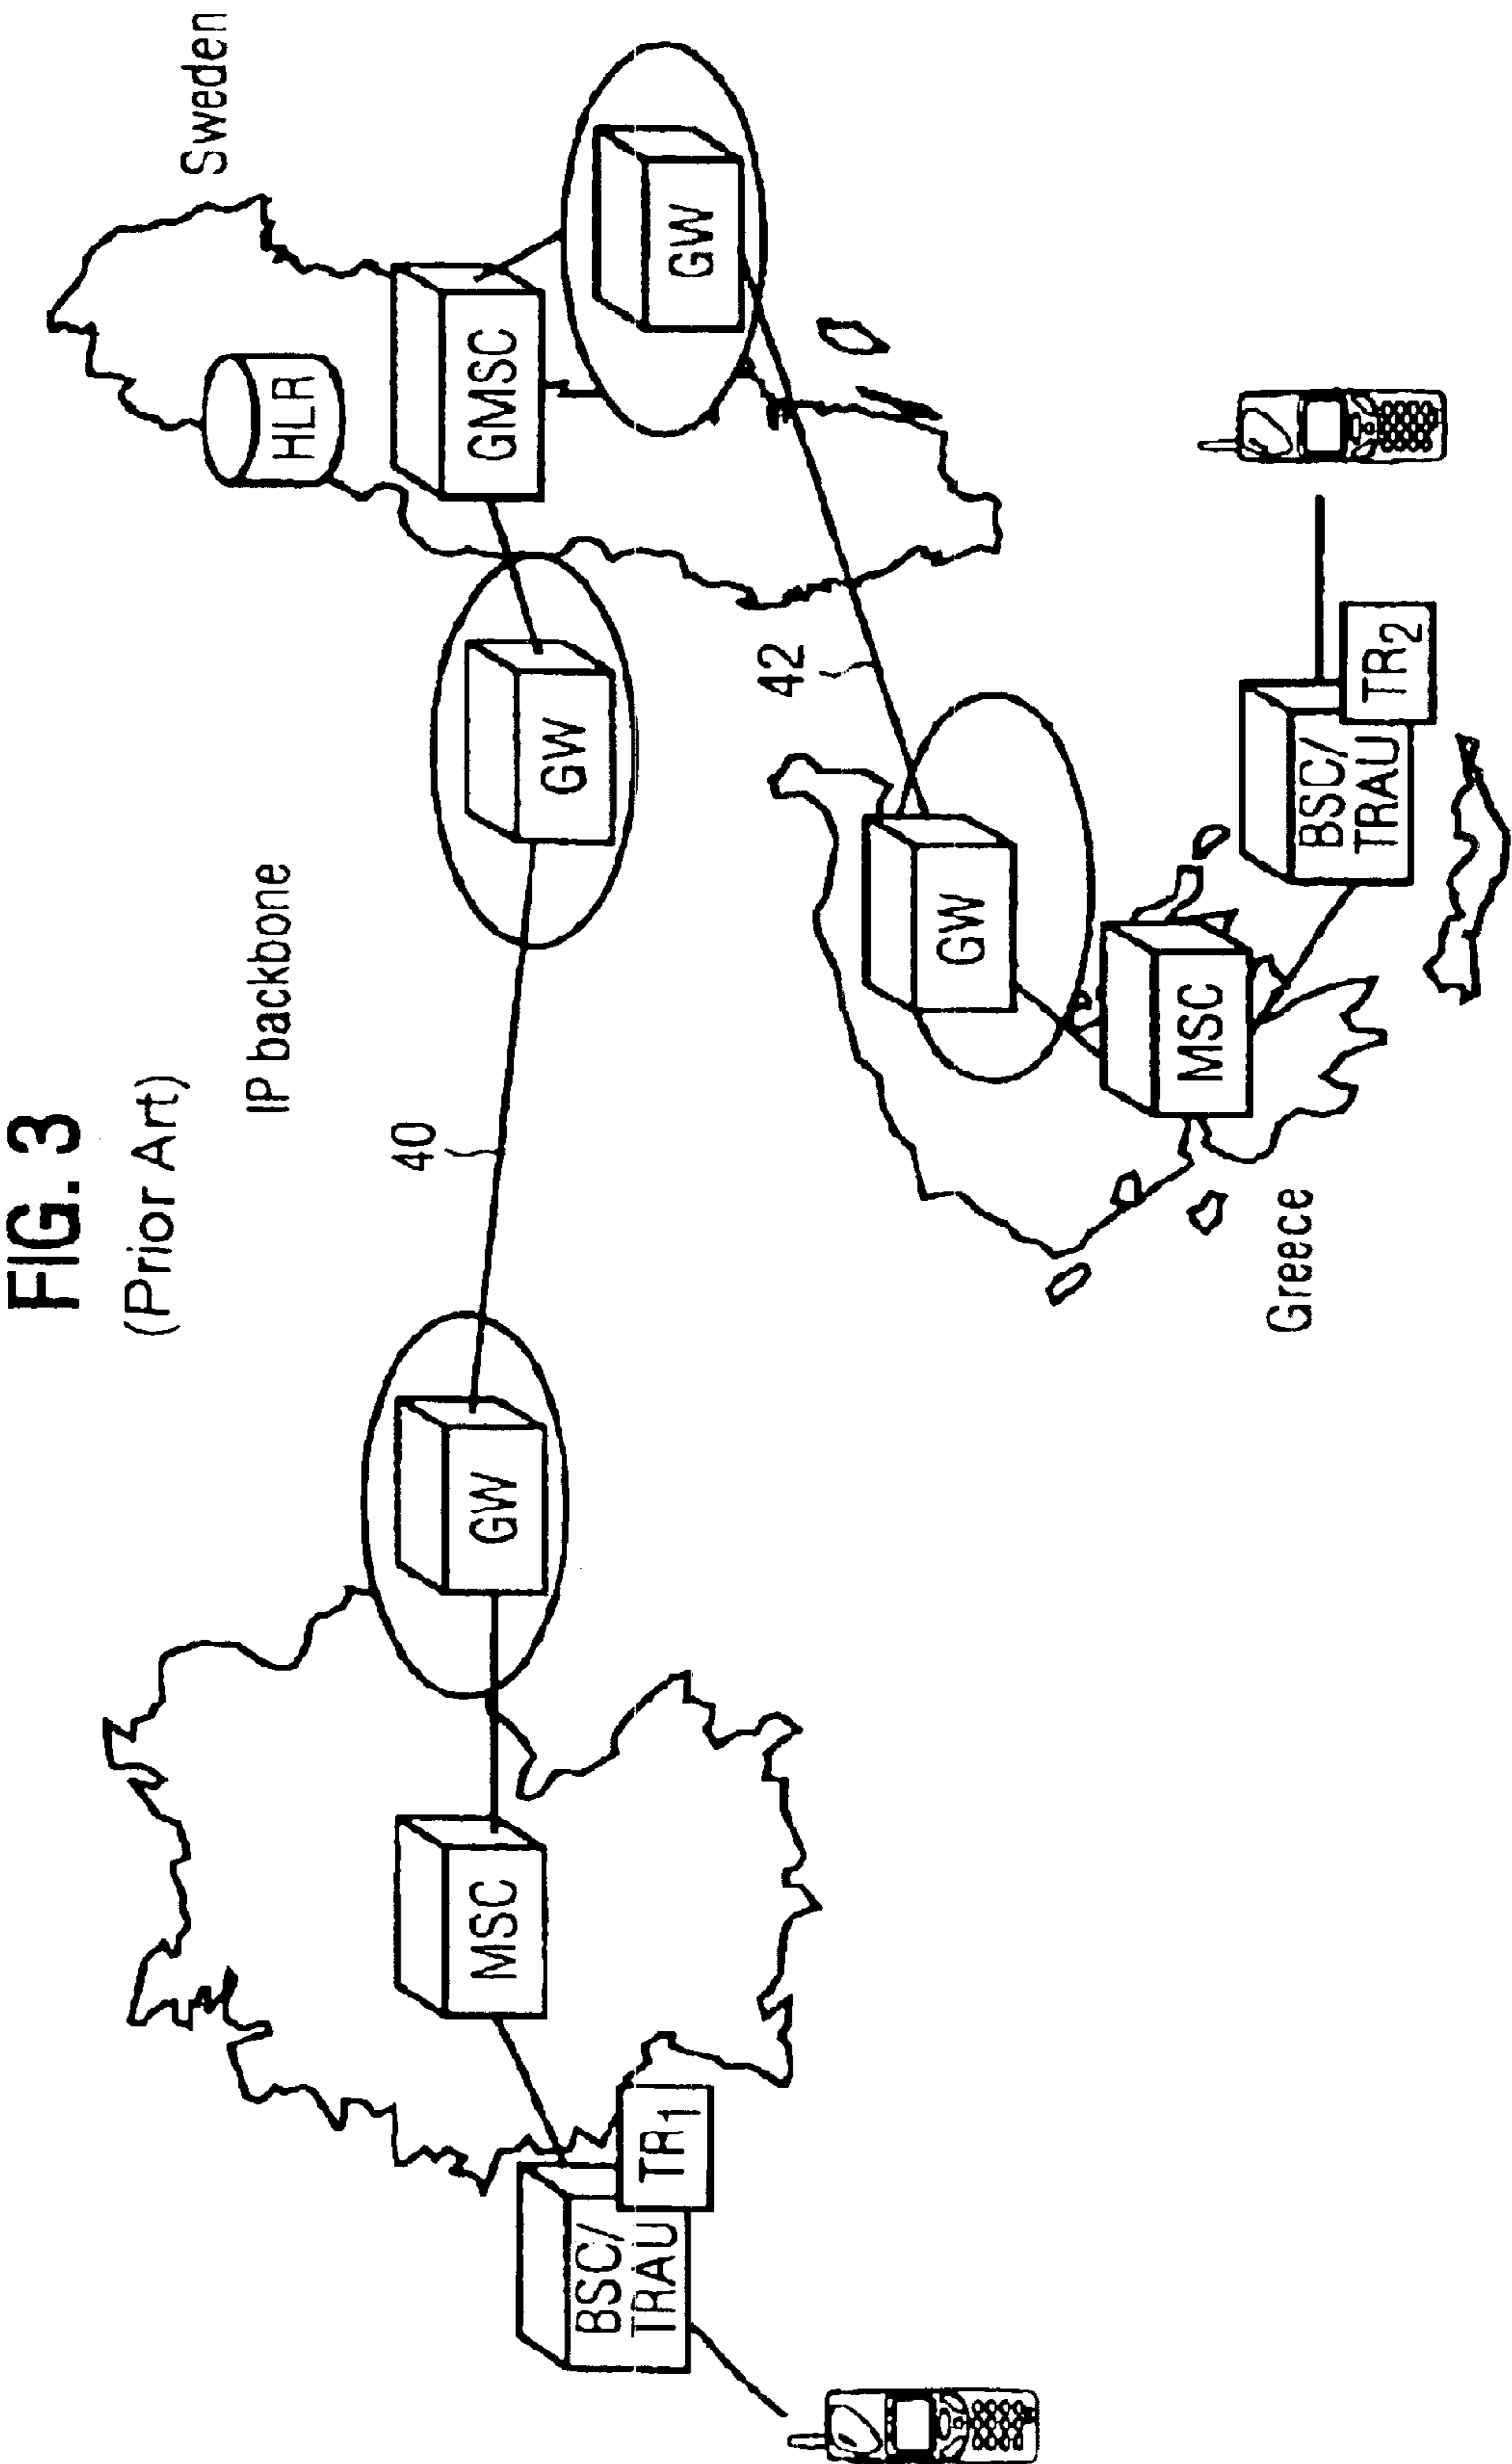 FIG. 3
(Prior Art)
IP backbone
Sweden
HLR
GMSC
GW
GW
40
GW
MSC
BSC/
TRAU
TR1
42
GW
MSC
BSC/
TRAU
TR2
Greece